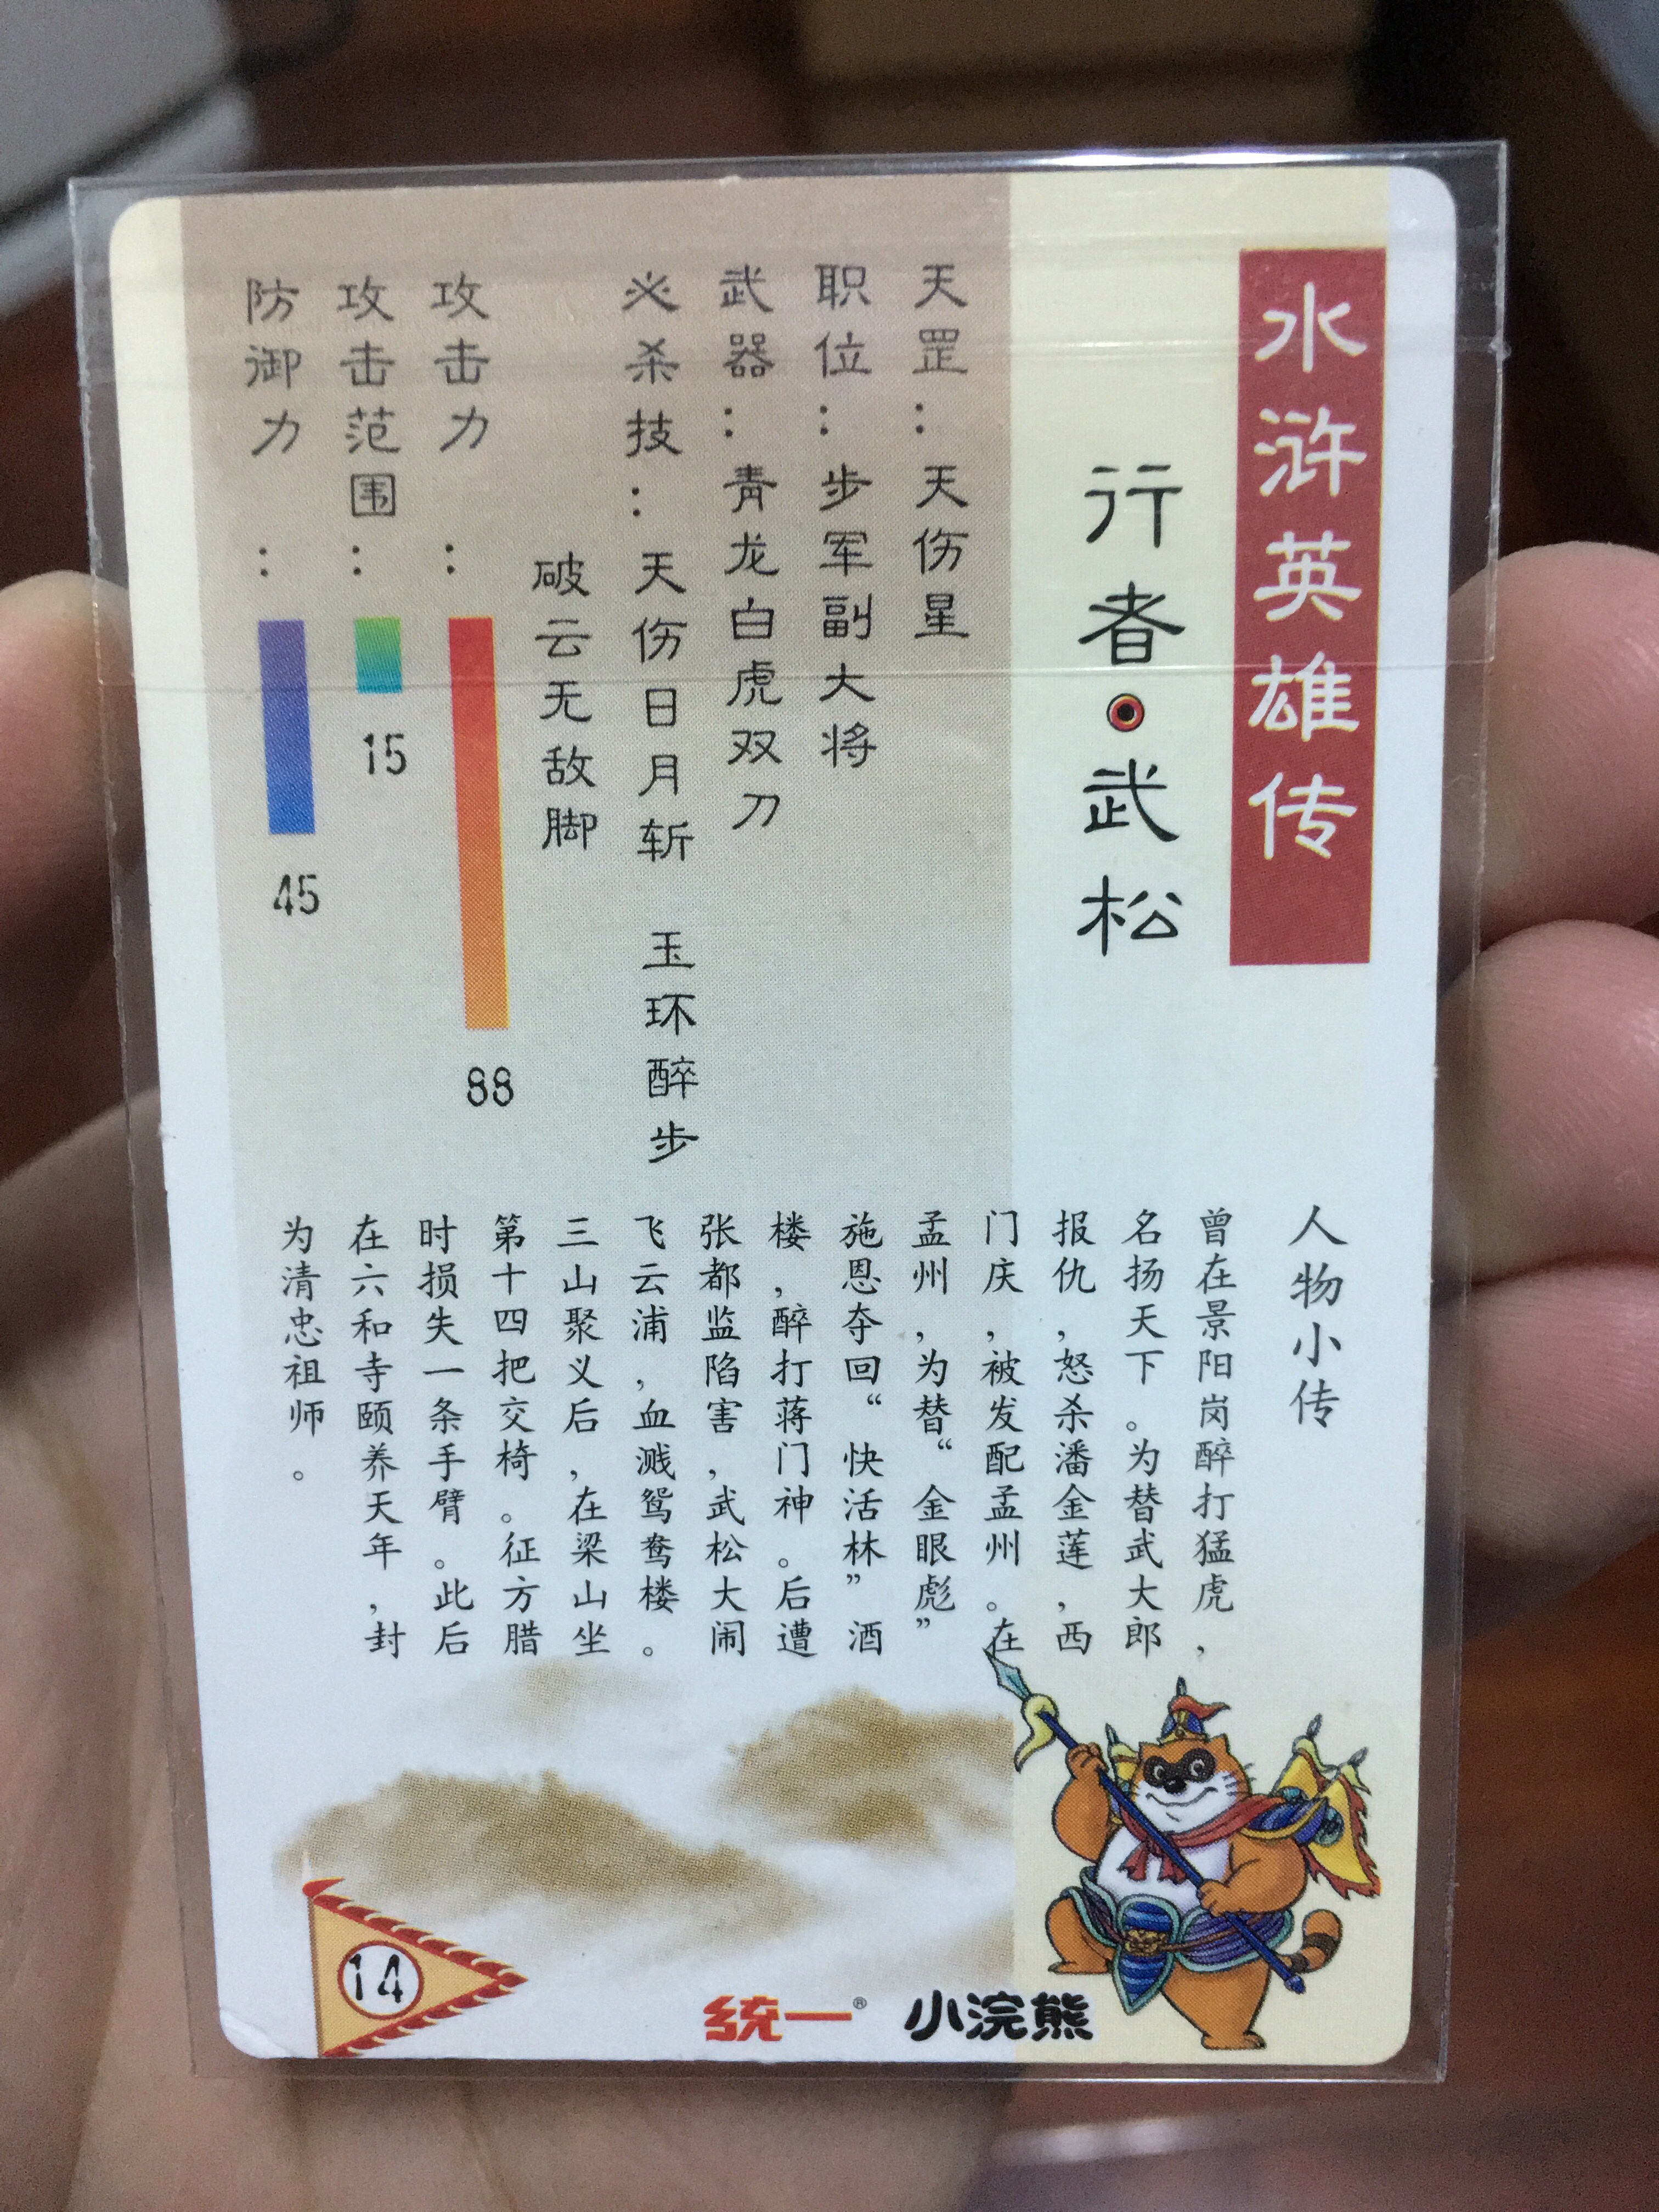 水浒英雄传
行者·武松
天罡：天伤星
职位：步军副大将
武器：青龙白虎双刀
必杀技：天伤日月斩 玉环醉步
破云无敌脚
攻击力：88
攻击范围：15
防御力：45
人物小传
曾在景阳岗醉打猛虎，
名扬天下。为替武大郎
报仇，怒杀潘金莲，西
门庆，被发配孟州。在
孟州，为替“金眼彪”
施恩夺回“快活林”酒
楼，醉打蒋门神。后遭
张都监陷害，武松大闹
飞云浦，血溅鸳鸯楼。
三山聚义后，在梁山坐
第十四把交椅。征方腊
时损失一条手臂。此后
在六和寺颐养天年，封
为清忠祖师。
14
统一® 小浣熊